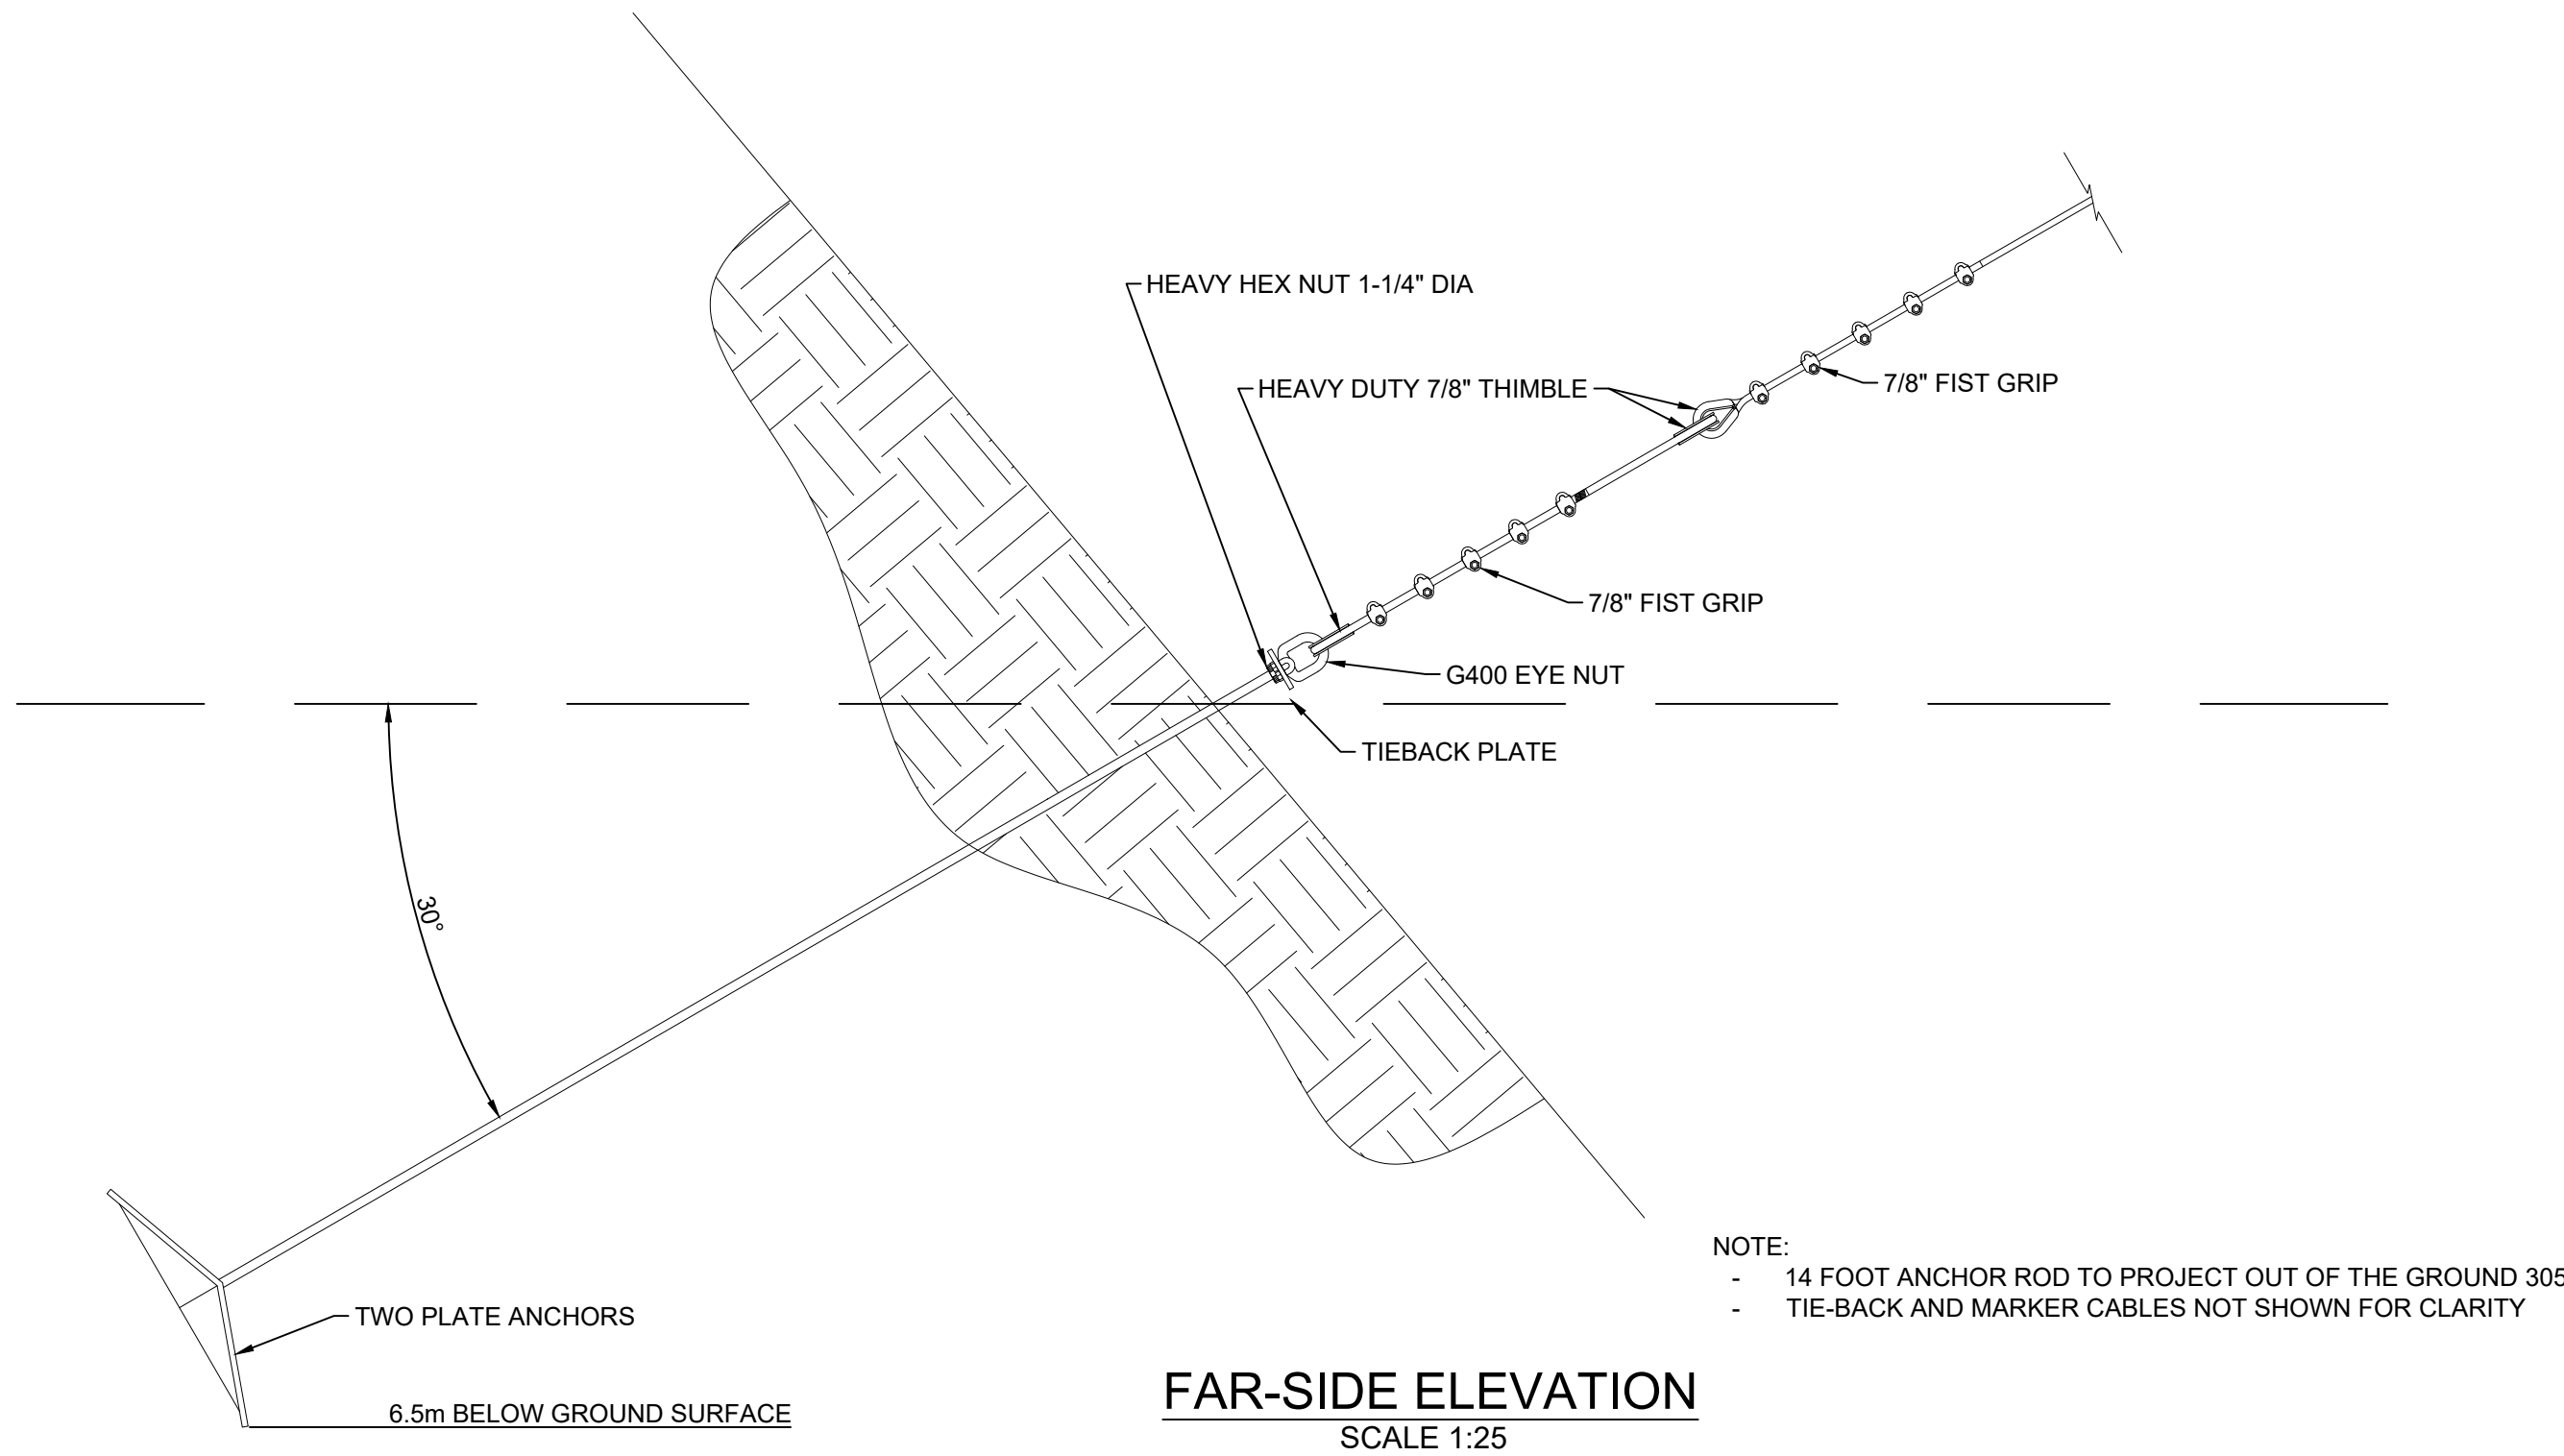 HEAVY HEX NUT 1-1/4" DIA
HEAVY DUTY 7/8" THIMBLE
7/8" FIST GRIP
7/8" FIST GRIP
G400 EYE NUT
TIEBACK PLATE
30°
NOTE:
- 14 FOOT ANCHOR ROD TO PROJECT OUT OF THE GROUND 305
- TIE-BACK AND MARKER CABLES NOT SHOWN FOR CLARITY
TWO PLATE ANCHORS
6.5m BELOW GROUND SURFACE
FAR-SIDE ELEVATION
SCALE 1:25